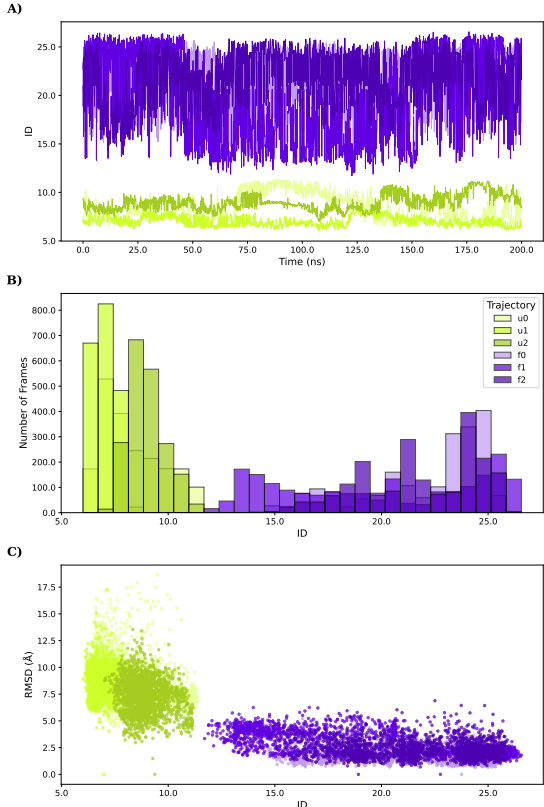 A)
25.0
20.0
15.0
10.0
5.0
ID
0.0 25.0 50.0 75.0 100.0 125.0 150.0 175.0 200.0
Time (ns)
B)
800.0
700.0
600.0
500.0
400.0
300.0
200.0
100.0
0.0
Number of Frames
Trajectory
u0
u1
u2
f0
f1
f2
5.0 10.0 15.0 20.0 25.0
ID
C)
17.5
15.0
12.5
10.0
7.5
5.0
2.5
0.0
RMSD (Å)
5.0 10.0 15.0 20.0 25.0
ID